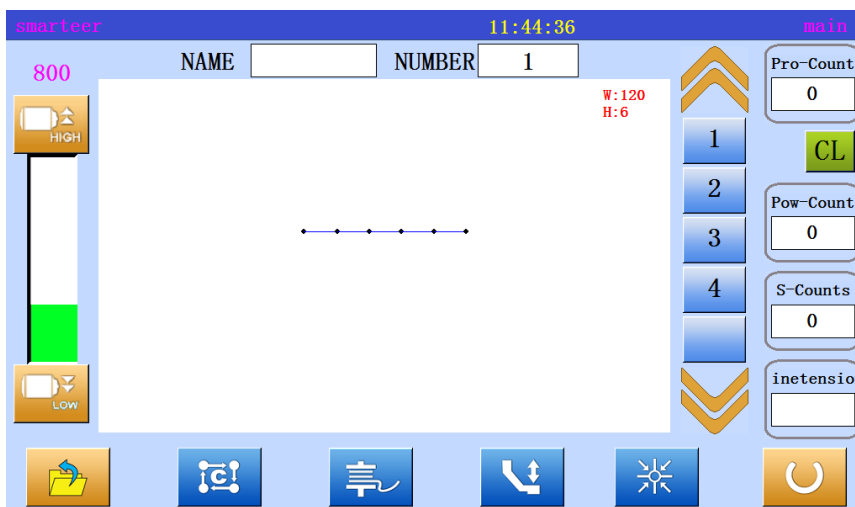 smarteer 11:44:36 main
800 NAME NUMBER 1
Pro-Count
0
W:120
H:6
HIGH
1
CL
2
Pow-Count
0
3
4
S-Counts
0
inetensio
LOW
C